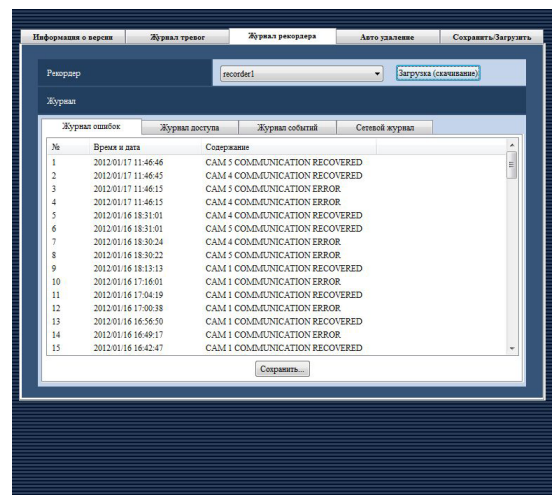 Информация о версии Журнал тревог Журнал рекордера Авто удаление Сохранить/Загрузить
Рекордер recorder1 Загрузка (скачивание)
Журнал
Журнал ошибок Журнал доступа Журнал событий Сетевой журнал
№ Время и дата Содержание
1 2012/01/17 11:46:46 CAM 5 COMMUNICATION RECOVERED
2 2012/01/17 11:46:45 CAM 4 COMMUNICATION RECOVERED
3 2012/01/17 11:46:15 CAM 5 COMMUNICATION ERROR
4 2012/01/17 11:46:15 CAM 4 COMMUNICATION ERROR
5 2012/01/16 18:31:01 CAM 4 COMMUNICATION RECOVERED
6 2012/01/16 18:31:01 CAM 5 COMMUNICATION RECOVERED
7 2012/01/16 18:30:24 CAM 4 COMMUNICATION ERROR
8 2012/01/16 18:30:22 CAM 5 COMMUNICATION ERROR
9 2012/01/16 18:13:13 CAM 1 COMMUNICATION RECOVERED
10 2012/01/16 17:16:01 CAM 1 COMMUNICATION ERROR
11 2012/01/16 17:04:19 CAM 1 COMMUNICATION RECOVERED
12 2012/01/16 17:00:38 CAM 1 COMMUNICATION ERROR
13 2012/01/16 16:56:50 CAM 1 COMMUNICATION RECOVERED
14 2012/01/16 16:49:17 CAM 1 COMMUNICATION ERROR
15 2012/01/16 16:42:47 CAM 1 COMMUNICATION RECOVERED
Сохранить...